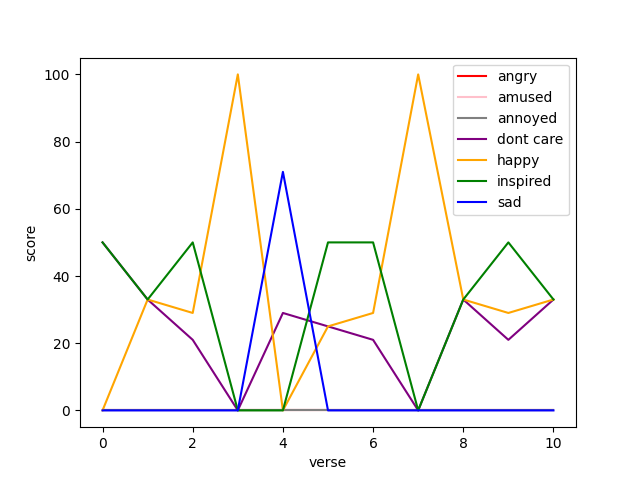 100
80
60
40
20
0
score
0 2 4 6 8 10
verse
angry
amused
annoyed
dont care
happy
inspired
sad